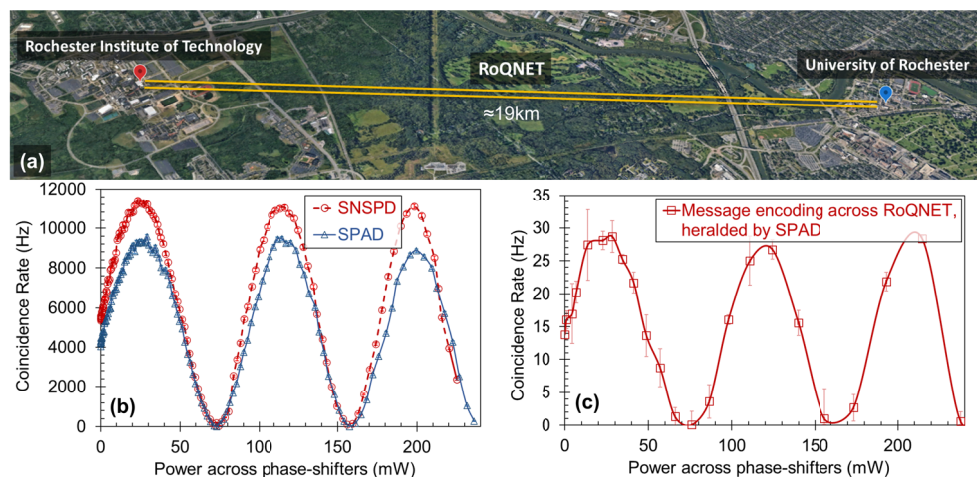 Rochester Institute of Technology
RoQNET
University of Rochester
≈19km
(a)
12000
10000
8000
6000
4000
2000
0
Coincidence Rate (Hz)
SNSPD
SPAD
(b)
0 50 100 150 200
Power across phase-shifters (mW)
35
30
25
20
15
10
5
0
Coincidence Rate (Hz)
Message encoding across RoQNET,
heralded by SPAD
(c)
0 50 100 150 200
Power across phase-shifters (mW)